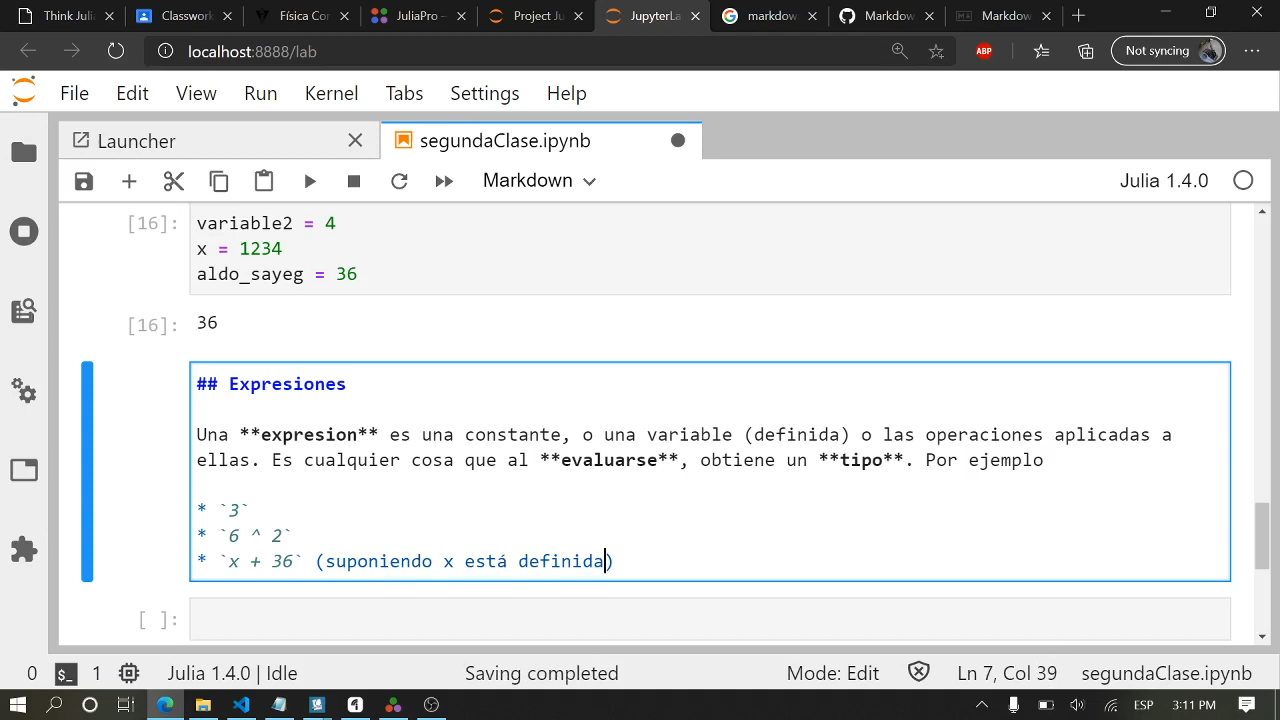 Think Julia
Classwork
Física Con
JuliaPro –
Project Ju
JupyterLa
markdow
Markdow
Markdow
localhost:8888/lab
ABP
Not syncing
File Edit View Run Kernel Tabs Settings Help
Launcher
segundaClase.ipynb
Markdown
Julia 1.4.0
[16]:
variable2 = 4
x = 1234
aldo_sayeg = 36
[16]: 36
## Expresiones
Una **expresion** es una constante, o una variable (definida) o las operaciones aplicadas a
ellas. Es cualquier cosa que al **evaluarse**, obtiene un **tipo**. Por ejemplo
* `3`
* `6 ^ 2`
* `x + 36` (suponiendo x está definida)
[ ]:
0 $_ 1 Julia 1.4.0 | Idle Saving completed Mode: Edit Ln 7, Col 39 segundaClase.ipynb
ESP 3:11 PM